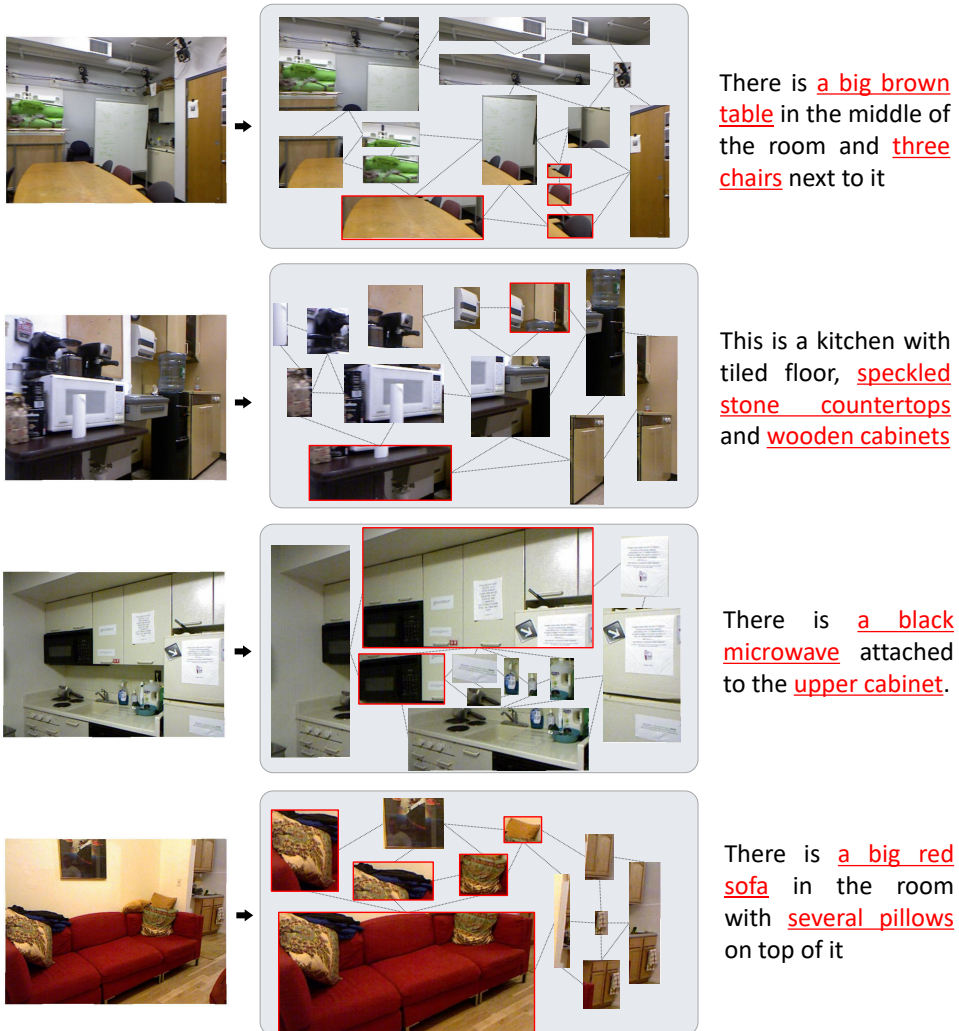 There is a big brown
table in the middle of
the room and three
chairs next to it
This is a kitchen with
tiled floor, speckled
stone countertops
and wooden cabinets
There is a black
microwave attached
to the upper cabinet.
There is a big red
sofa in the room
with several pillows
on top of it